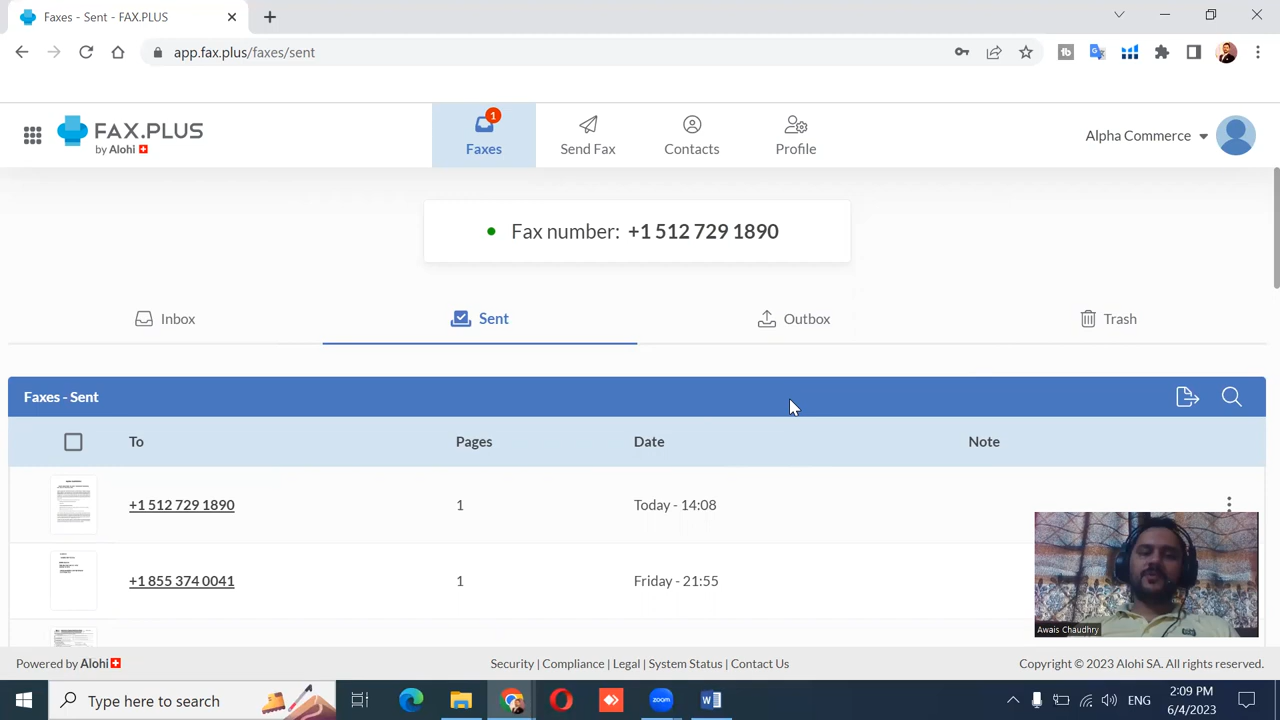 Faxes - Sent - FAX.PLUS
app.fax.plus/faxes/sent
FAX.PLUS
by Alohi
1
Faxes
Send Fax
Contacts
Profile
Alpha Commerce
Fax number: +1 512 729 1890
Inbox
Sent
Outbox
Trash
Faxes - Sent
To Pages Date Note
+1 512 729 1890 1 Today - 14:08
+1 855 374 0041 1 Friday - 21:55
Awais Chaudhry
Powered by Alohi
Security | Compliance | Legal | System Status | Contact Us
Copyright © 2023 Alohi SA. All rights reserved.
Type here to search
zoom
ENG
2:09 PM
6/4/2023